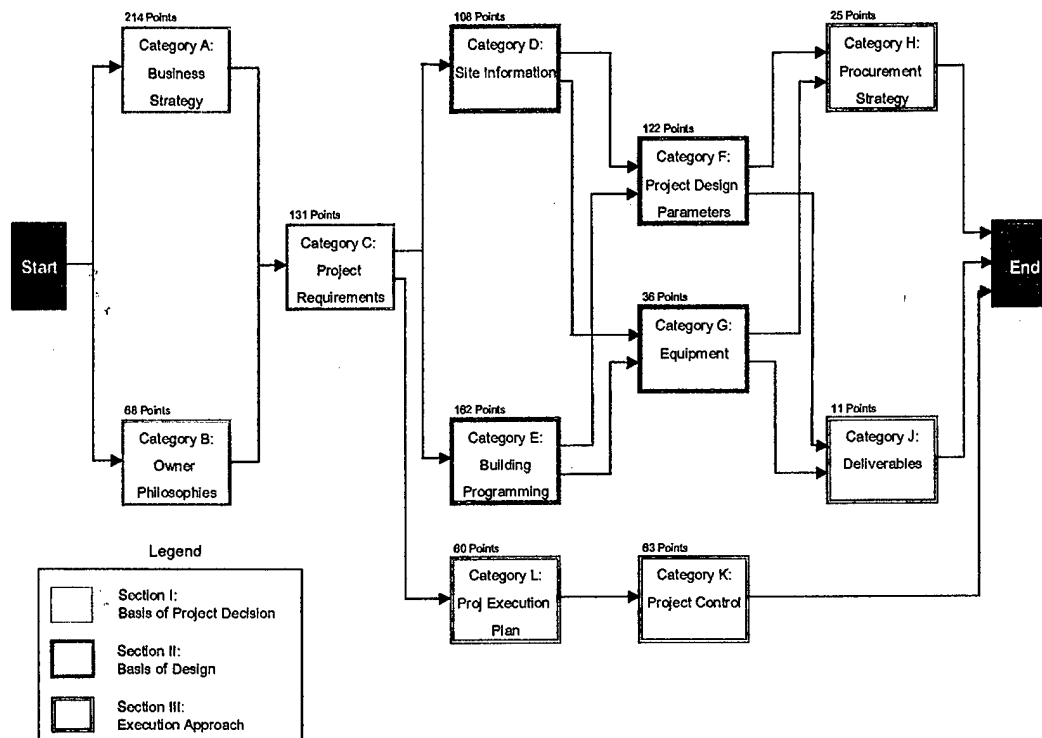 214 Points
Category A:
Business
Strategy
108 Points
Category D:
Site Information
25 Points
Category H:
Procurement
Strategy
122 Points
Category F:
Project Design
Parameters
131 Points
Category C:
Project
Requirements
Start
End
36 Points
Category G:
Equipment
68 Points
Category B:
Owner
Philosophies
162 Points
Category E:
Building
Programming
11 Points
Category J:
Deliverables
60 Points
Category L:
Proj Execution
Plan
63 Points
Category K:
Project Control
Legend
Section I:
Basis of Project Decision
Section II:
Basis of Design
Section III:
Execution Approach